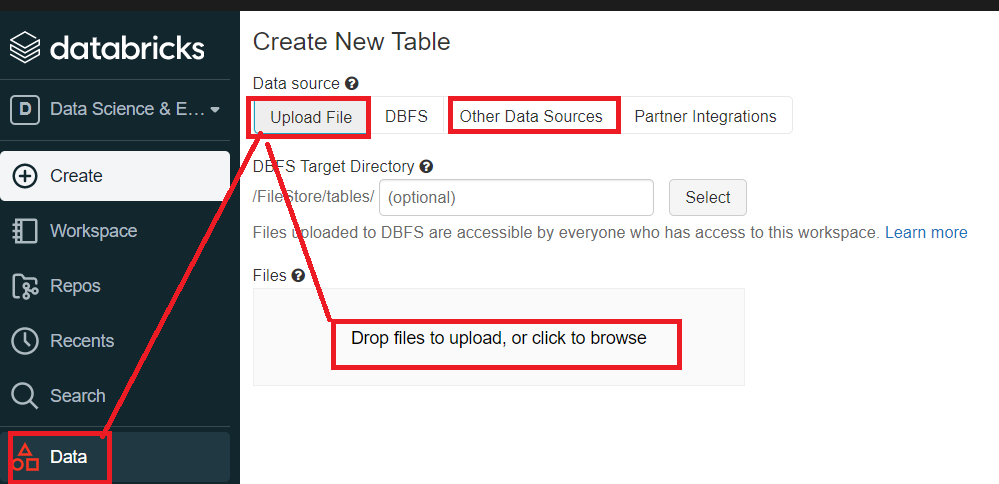 databricks
D Data Science & E...
Create
Workspace
Repos
Recents
Search
Data
Create New Table
Data source ?
Upload File DBFS Other Data Sources Partner Integrations
DBFS Target Directory ?
/FileStore/tables/ (optional) Select
Files uploaded to DBFS are accessible by everyone who has access to this workspace. Learn more
Files ?
Drop files to upload, or click to browse